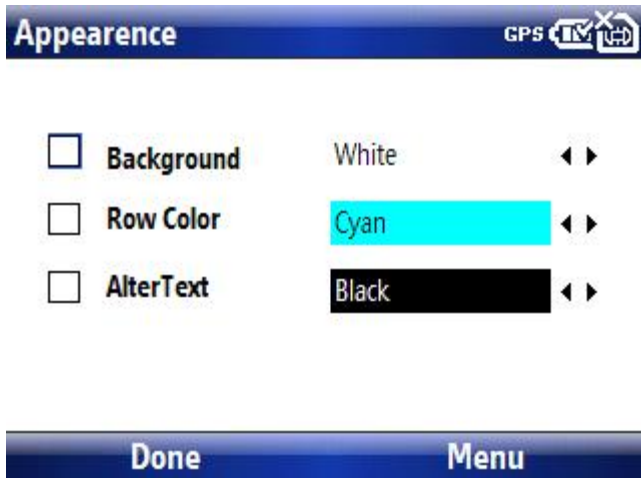 Appearence GPS
Background White
Row Color Cyan
AlterText Black
Done Menu